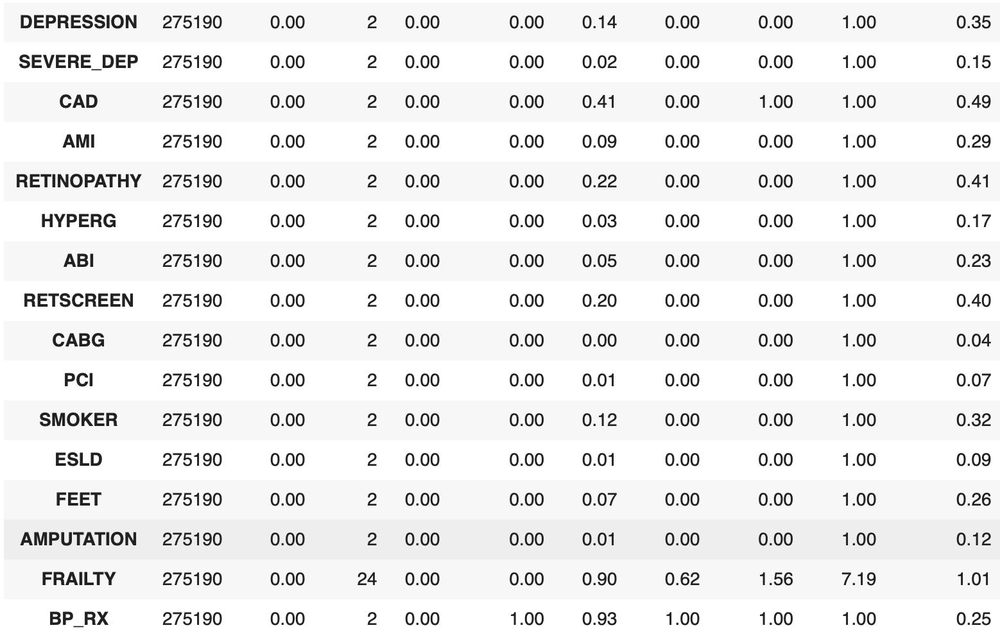 DEPRESSION 275190 0.00 2 0.00 0.00 0.14 0.00 0.00 1.00 0.35
SEVERE_DEP 275190 0.00 2 0.00 0.00 0.02 0.00 0.00 1.00 0.15
CAD 275190 0.00 2 0.00 0.00 0.41 0.00 1.00 1.00 0.49
AMI 275190 0.00 2 0.00 0.00 0.09 0.00 0.00 1.00 0.29
RETINOPATHY 275190 0.00 2 0.00 0.00 0.22 0.00 0.00 1.00 0.41
HYPERG 275190 0.00 2 0.00 0.00 0.03 0.00 0.00 1.00 0.17
ABI 275190 0.00 2 0.00 0.00 0.05 0.00 0.00 1.00 0.23
RETSCREEN 275190 0.00 2 0.00 0.00 0.20 0.00 0.00 1.00 0.40
CABG 275190 0.00 2 0.00 0.00 0.00 0.00 0.00 1.00 0.04
PCI 275190 0.00 2 0.00 0.00 0.01 0.00 0.00 1.00 0.07
SMOKER 275190 0.00 2 0.00 0.00 0.12 0.00 0.00 1.00 0.32
ESLD 275190 0.00 2 0.00 0.00 0.01 0.00 0.00 1.00 0.09
FEET 275190 0.00 2 0.00 0.00 0.07 0.00 0.00 1.00 0.26
AMPUTATION 275190 0.00 2 0.00 0.00 0.01 0.00 0.00 1.00 0.12
FRAILTY 275190 0.00 24 0.00 0.00 0.90 0.62 1.56 7.19 1.01
BP_RX 275190 0.00 2 0.00 1.00 0.93 1.00 1.00 1.00 0.25